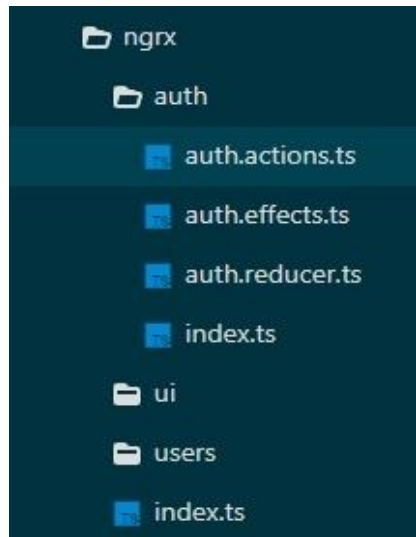 ngrx
auth
auth.actions.ts
auth.effects.ts
auth.reducer.ts
index.ts
ui
users
index.ts